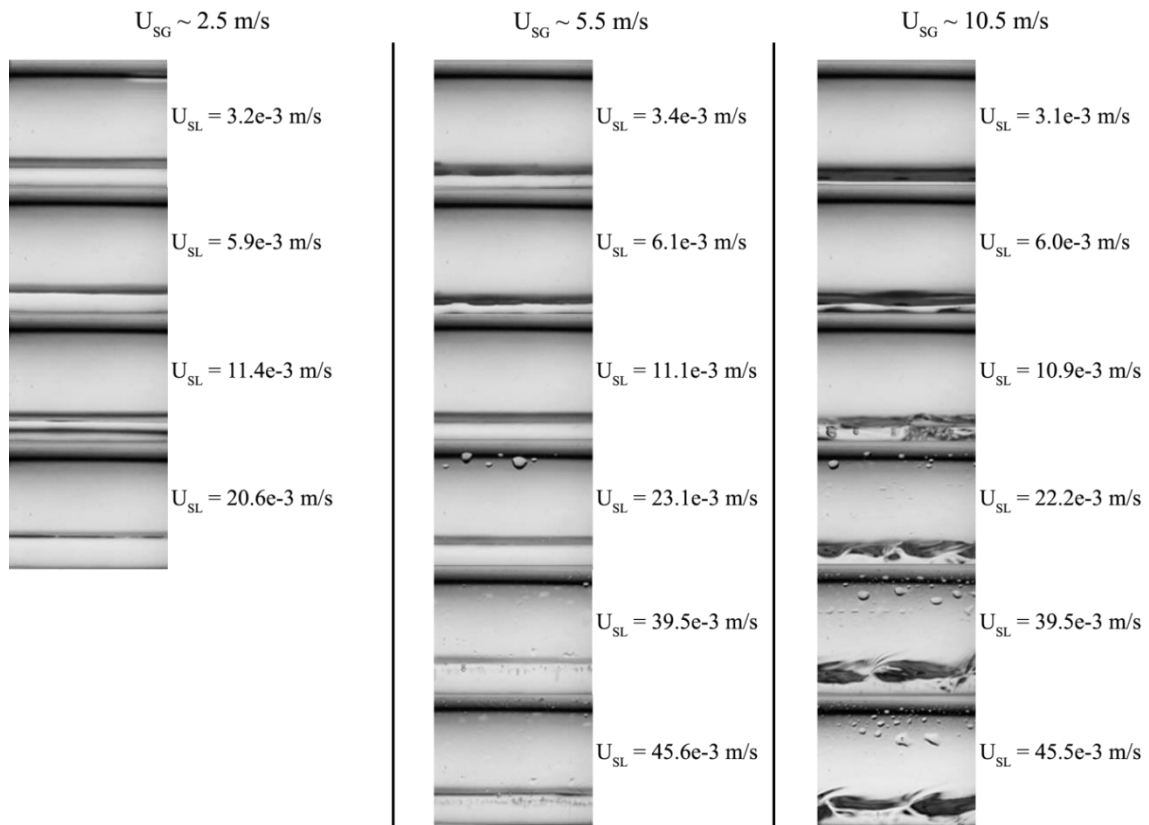 U_SG ~ 2.5 m/s
U_SL = 3.2e-3 m/s
U_SL = 5.9e-3 m/s
U_SL = 11.4e-3 m/s
U_SL = 20.6e-3 m/s
U_SG ~ 5.5 m/s
U_SL = 3.4e-3 m/s
U_SL = 6.1e-3 m/s
U_SL = 11.1e-3 m/s
U_SL = 23.1e-3 m/s
U_SL = 39.5e-3 m/s
U_SL = 45.6e-3 m/s
U_SG ~ 10.5 m/s
U_SL = 3.1e-3 m/s
U_SL = 6.0e-3 m/s
U_SL = 10.9e-3 m/s
U_SL = 22.2e-3 m/s
U_SL = 39.5e-3 m/s
U_SL = 45.5e-3 m/s